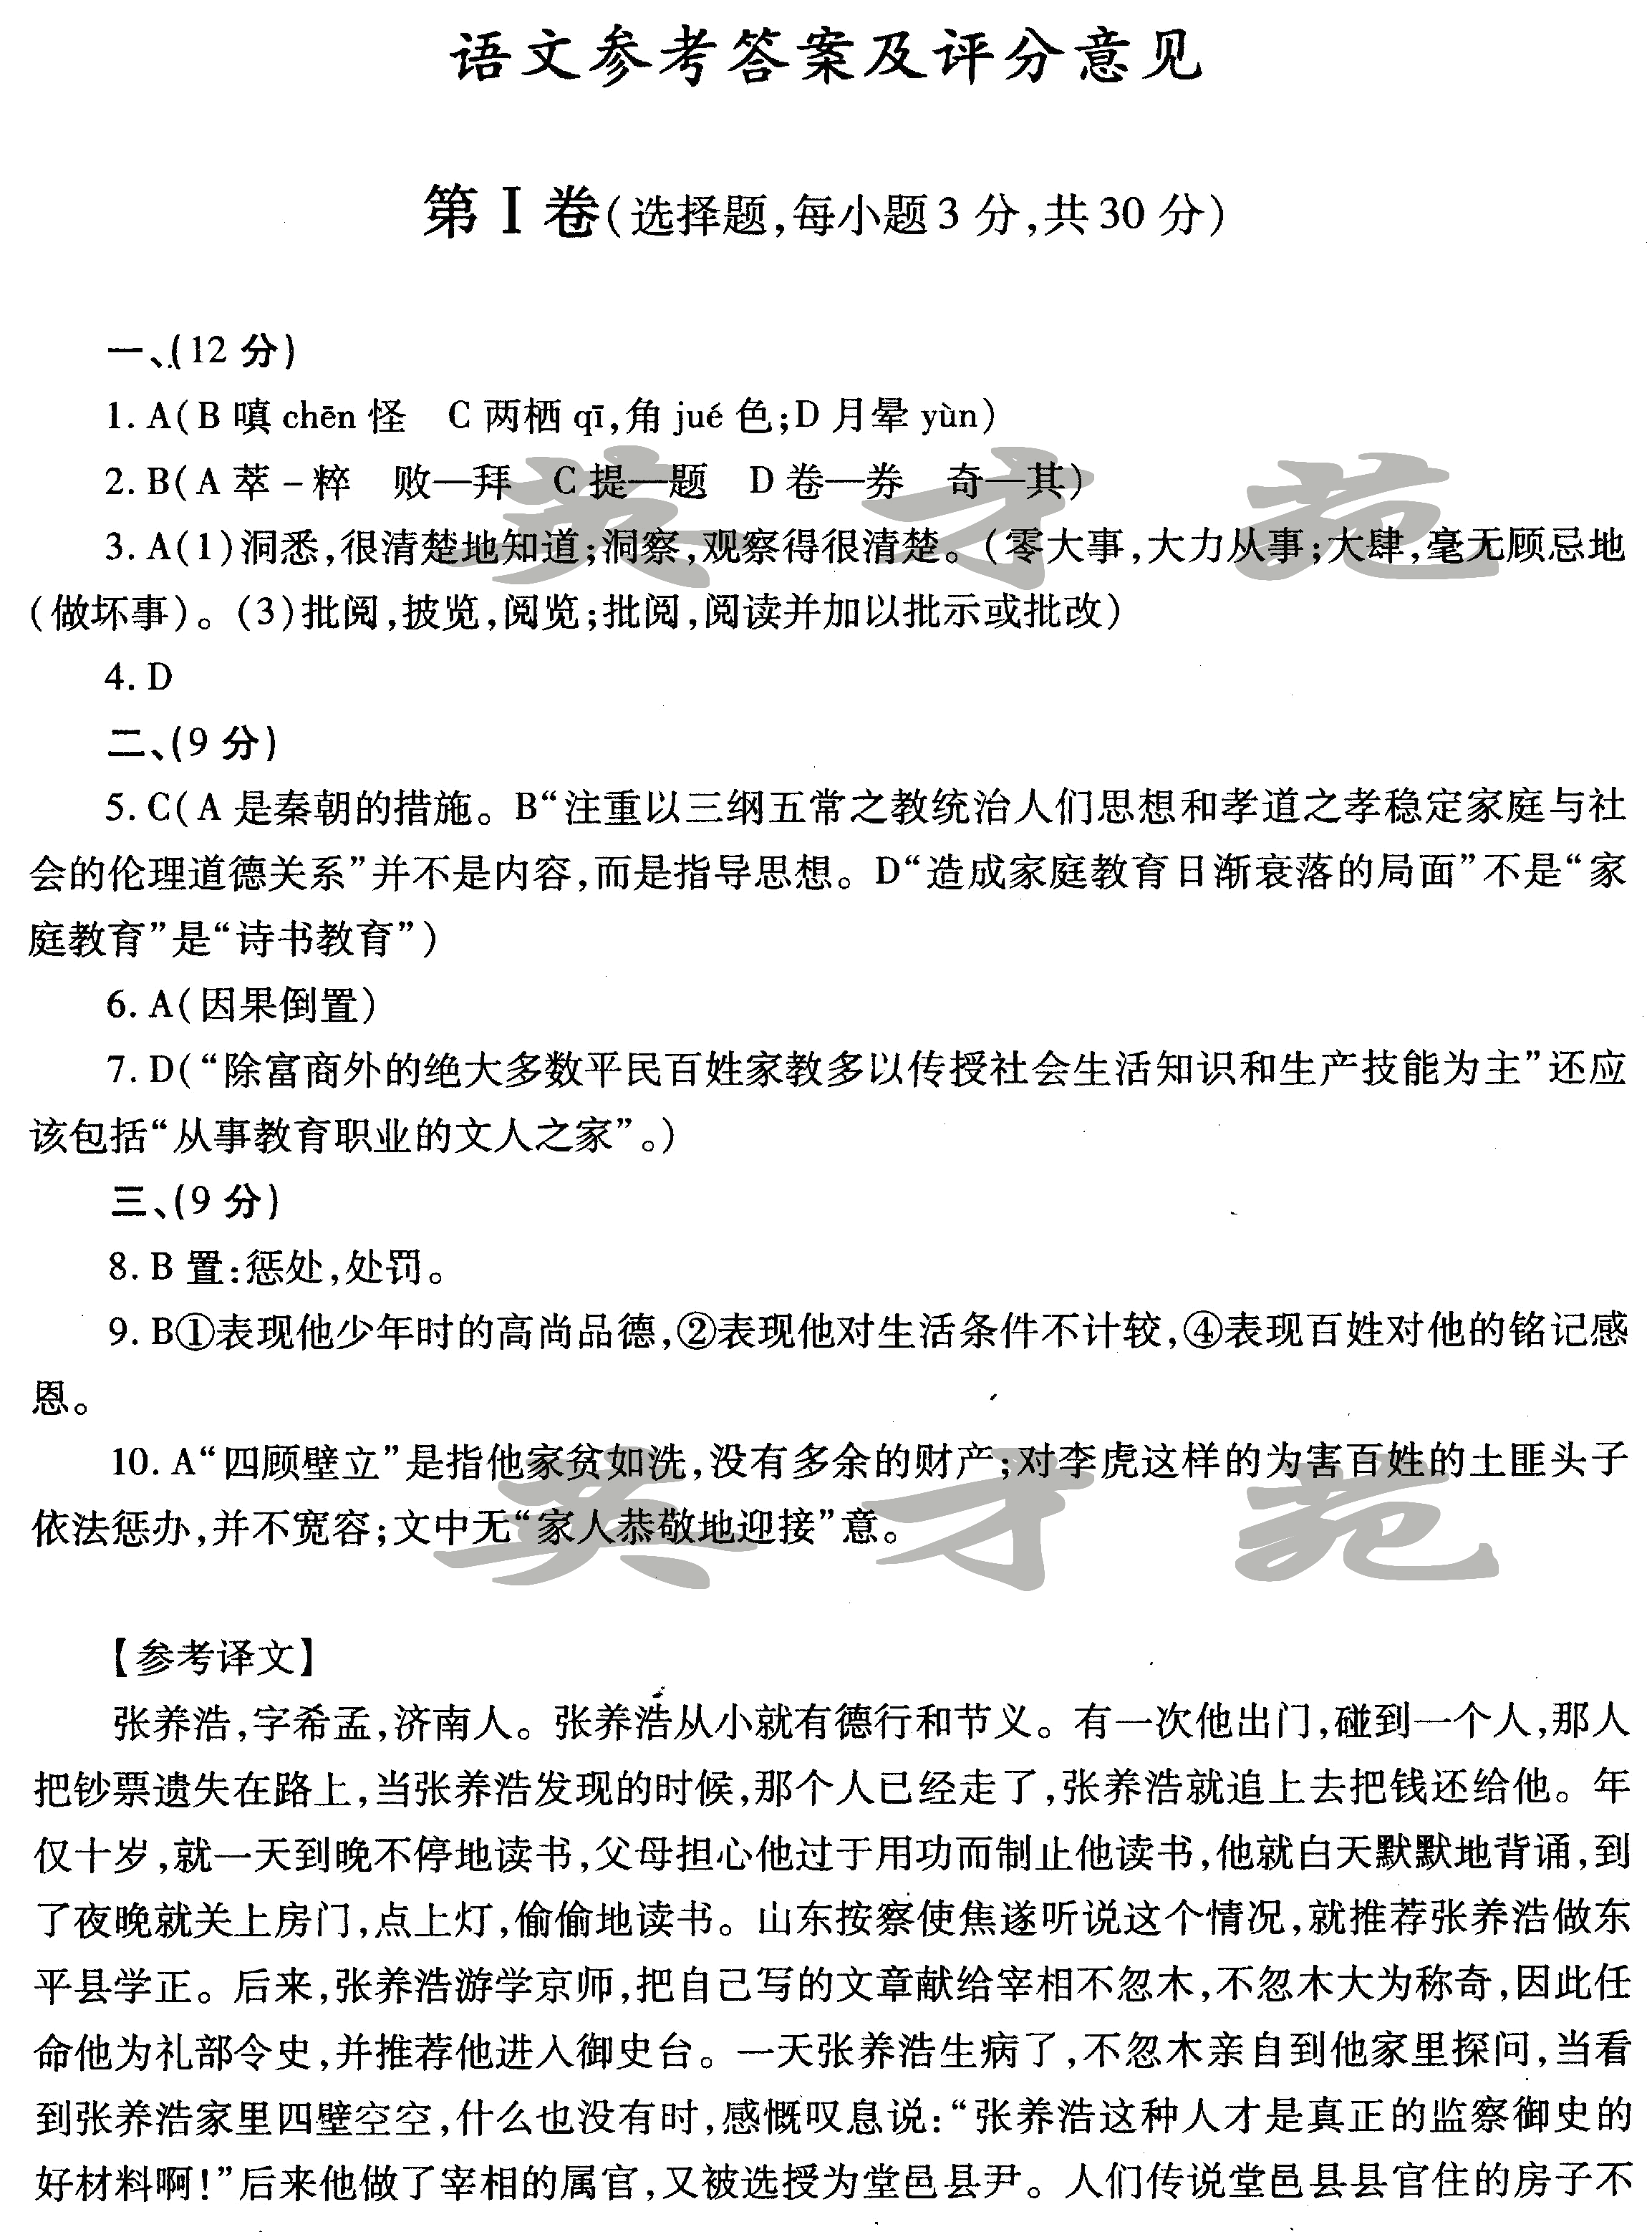 语文参考答案及评分意见
第Ⅰ卷(选择题,每小题3分,共30分)
一、(12分)
1. A(B 嗔 chēn 怪 C 两栖 qī,角 jué 色;D 月晕 yùn)
2. B(A 萃-粹 败—拜 C 提—题 D 卷—券 奇—其)
3. A(1)洞悉,很清楚地知道;洞察,观察得很清楚。(零大事,大力从事;大肆,毫无顾忌地
(做坏事)。(3)批阅,披览,阅览;批阅,阅读并加以批示或批改)
4. D
二、(9分)
5. C(A 是秦朝的措施。B“注重以三纲五常之教统治人们思想和孝道之孝稳定家庭与社
会的伦理道德关系”并不是内容,而是指导思想。D“造成家庭教育日渐衰落的局面”不是“家
庭教育”是“诗书教育”)
6. A(因果倒置)
7. D(“除富商外的绝大多数平民百姓家教多以传授社会生活知识和生产技能为主”还应
该包括“从事教育职业的文人之家”。)
三、(9分)
8. B 置:惩处,处罚。
9. B①表现他少年时的高尚品德,②表现他对生活条件不计较,④表现百姓对他的铭记感
恩。
10. A“四顾壁立”是指他家贫如洗,没有多余的财产;对李虎这样的为害百姓的土匪头子
依法惩办,并不宽容;文中无“家人恭敬地迎接”意。
英才苑
英才苑
【参考译文】
张养浩,字希孟,济南人。张养浩从小就有德行和节义。有一次他出门,碰到一个人,那人
把钞票遗失在路上,当张养浩发现的时候,那个人已经走了,张养浩就追上去把钱还给他。年
仅十岁,就一天到晚不停地读书,父母担心他过于用功而制止他读书,他就白天默默地背诵,到
了夜晚就关上房门,点上灯,偷偷地读书。山东按察使焦遂听说这个情况,就推荐张养浩做东
平县学正。后来,张养浩游学京师,把自己写的文章献给宰相不忽木,不忽木大为称奇,因此任
命他为礼部令史,并推荐他进入御史台。一天张养浩生病了,不忽木亲自到他家里探问,当看
到张养浩家里四壁空空,什么也没有时,感慨叹息说:“张养浩这种人才是真正的监察御史的
好材料啊!”后来他做了宰相的属官,又被选授为堂邑县尹。人们传说堂邑县县官住的房子不